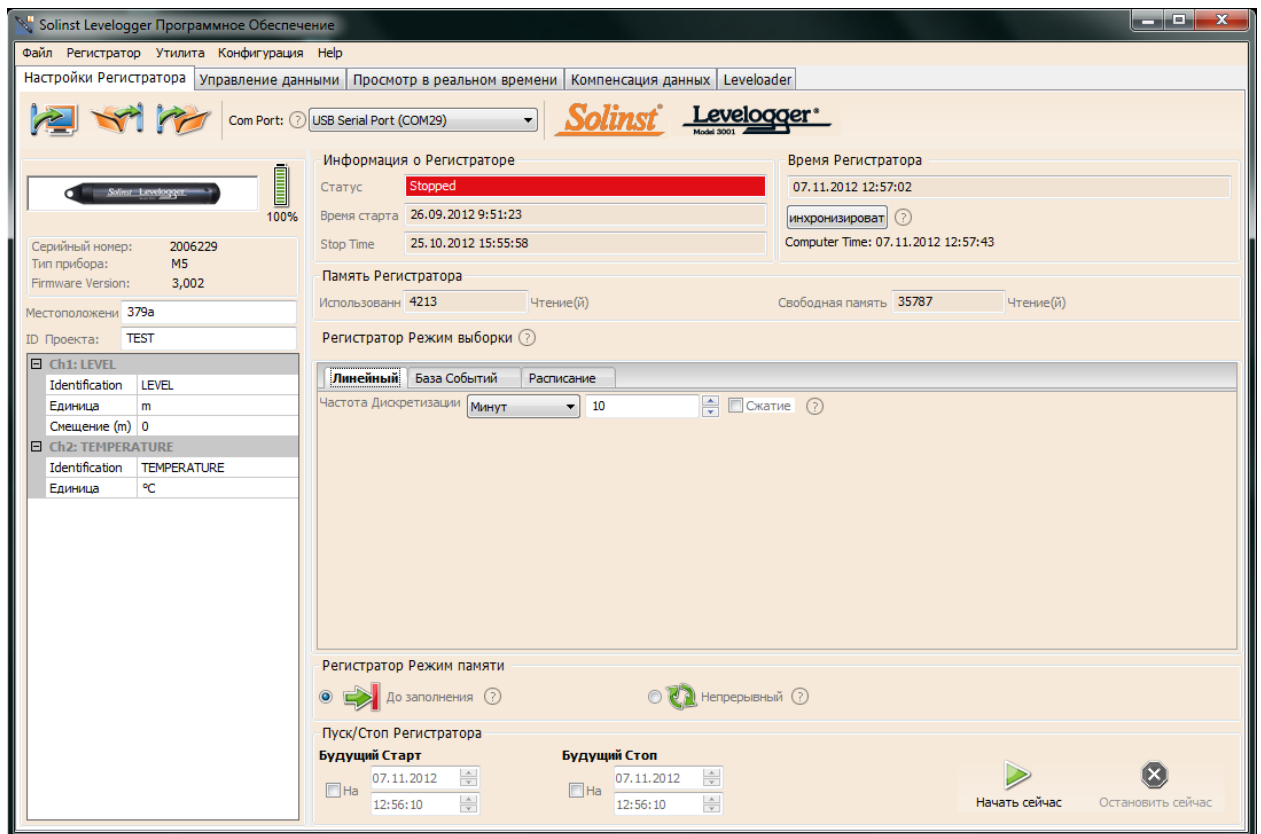 Solinst Levelogger Программное Обеспечение
Файл Регистратор Утилита Конфигурация Help
Настройки Регистратора Управление данными Просмотр в реальном времени Компенсация данных Leveloader
Com Port: ? USB Serial Port (COM29) Solinst Levelogger®
Model 3001
Solinst Levelogger
100%
Серийный номер: 2006229
Тип прибора: M5
Firmware Version: 3,002
Местоположени 379a
ID Проекта: TEST
Ch1: LEVEL
Identification LEVEL
Единица m
Смещение (m) 0
Ch2: TEMPERATURE
Identification TEMPERATURE
Единица ºC
Информация о Регистраторе
Статус Stopped
Время старта 26.09.2012 9:51:23
Stop Time 25.10.2012 15:55:58
Время Регистратора
07.11.2012 12:57:02
инхронизироват ?
Computer Time: 07.11.2012 12:57:43
Память Регистратора
Использованн 4213 Чтение(й) Свободная память 35787 Чтение(й)
Регистратор Режим выборки ?
Линейный База Событий Расписание
Частота Дискретизации Минут 10 Сжатие ?
Регистратор Режим памяти
До заполнения ? Непрерывный ?
Пуск/Стоп Регистратора
Будущий Старт
На 07.11.2012
12:56:10
Будущий Стоп
На 07.11.2012
12:56:10
Начать сейчас Остановить сейчас